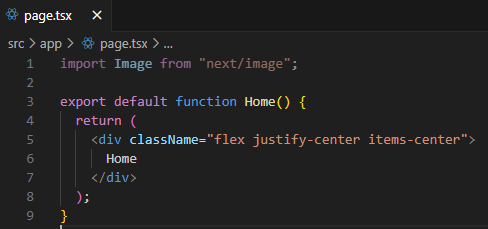 page.tsx ×
src > app > page.tsx > ...
1 import Image from "next/image";
2
3 export default function Home() {
4 return (
5 <div className="flex justify-center items-center">
6 Home
7 </div>
8 );
9 }